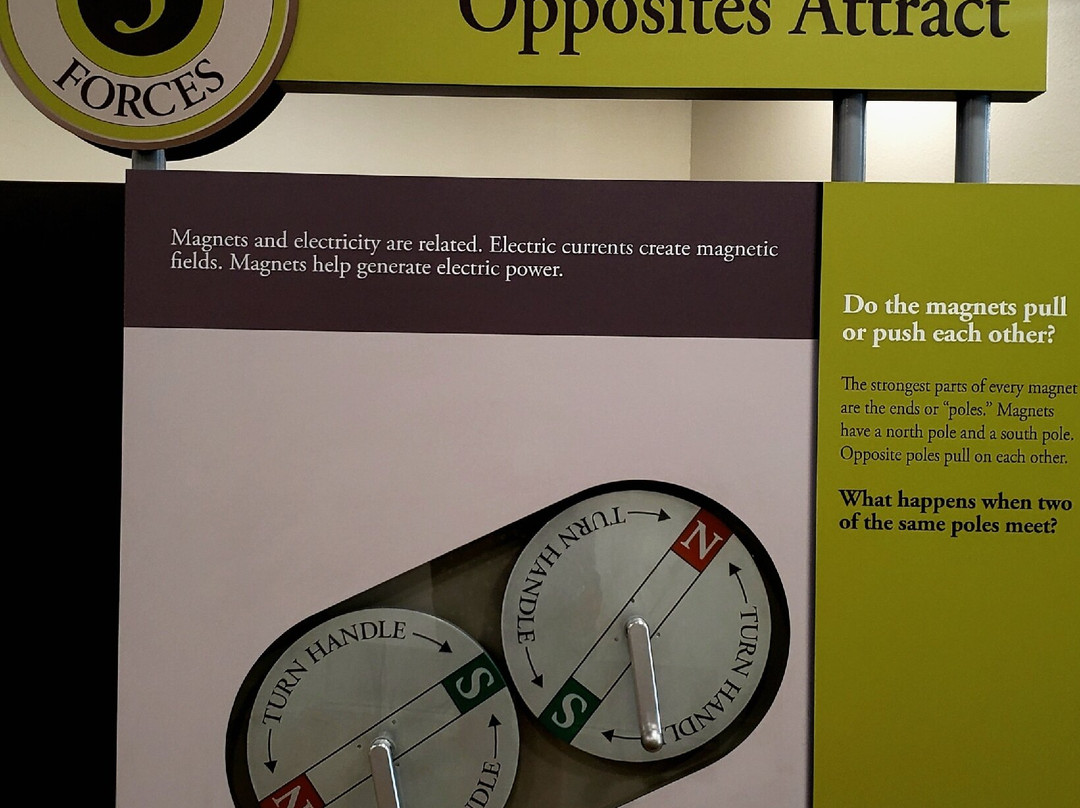 FORCES
Opposites Attract
Magnets and electricity are related. Electric currents create magnetic
fields. Magnets help generate electric power.
Do the magnets pull
or push each other?
The strongest parts of every magnet
are the ends or “poles.” Magnets
have a north pole and a south pole.
Opposite poles pull on each other.
What happens when two
of the same poles meet?
TURN HANDLE
N
TURN HANDLE
S
TURN HANDLE
S
N